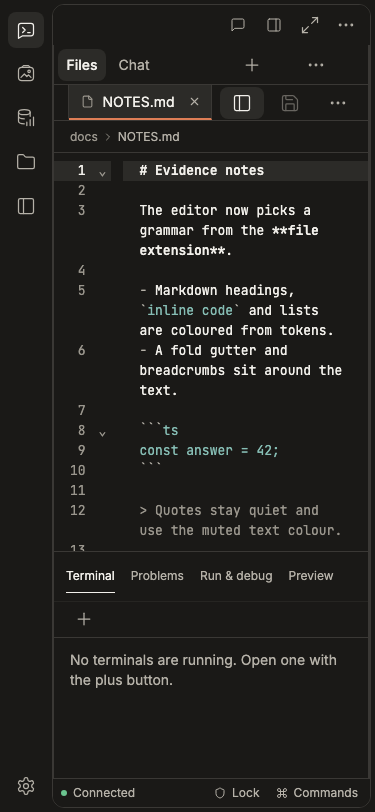 Files Chat
NOTES.md
docs > NOTES.md
1 # Evidence notes
2
3 The editor now picks a
grammar from the **file
extension**.
4
5 - Markdown headings,
`inline code` and lists
are coloured from tokens.
6 - A fold gutter and
breadcrumbs sit around the
text.
7
8 ```ts
9 const answer = 42;
10 ```
11
12 > Quotes stay quiet and
use the muted text colour.
13
Terminal Problems Run & debug Preview
No terminals are running. Open one with
the plus button.
Connected Lock ⌘ Commands